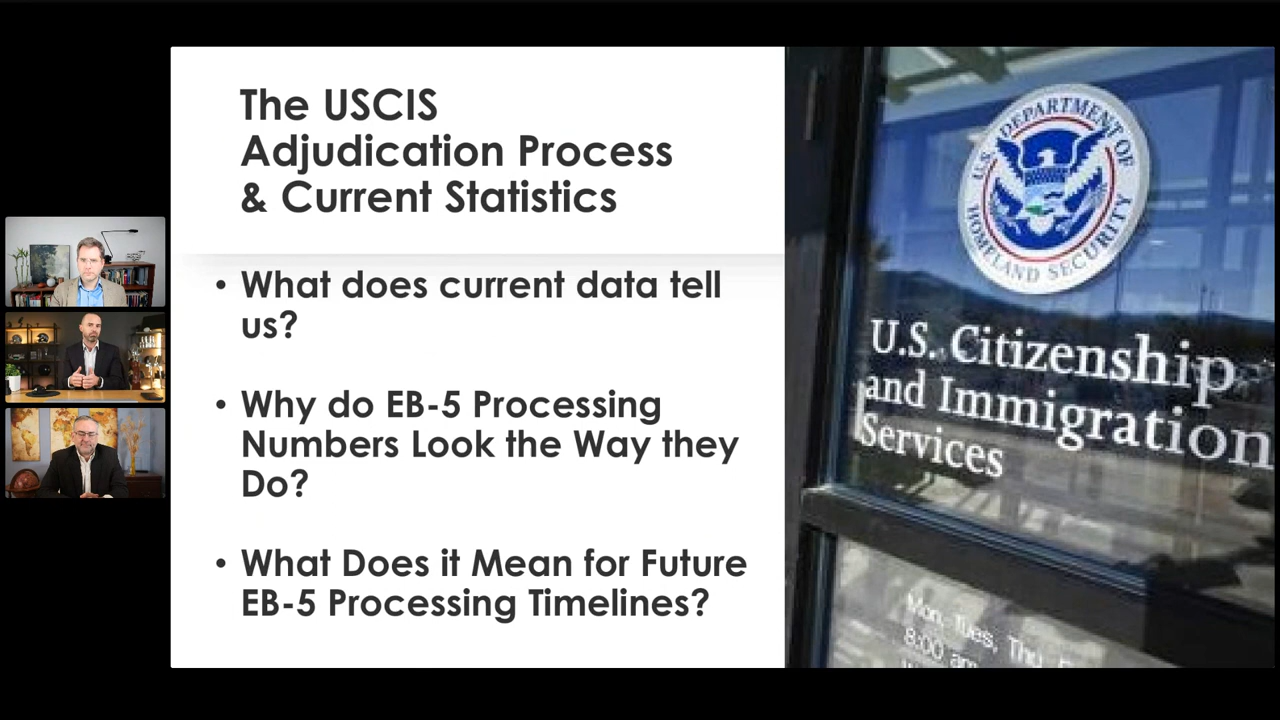 The USCIS
Adjudication Process
& Current Statistics
• What does current data tell
us?
• Why do EB-5 Processing
Numbers Look the Way they
Do?
• What Does it Mean for Future
EB-5 Processing Timelines?
U.S. DEPARTMENT OF
HOMELAND SECURITY
U.S. Citizenship
and Immigration
Services
Mon, Tues, Thu
8:00 am